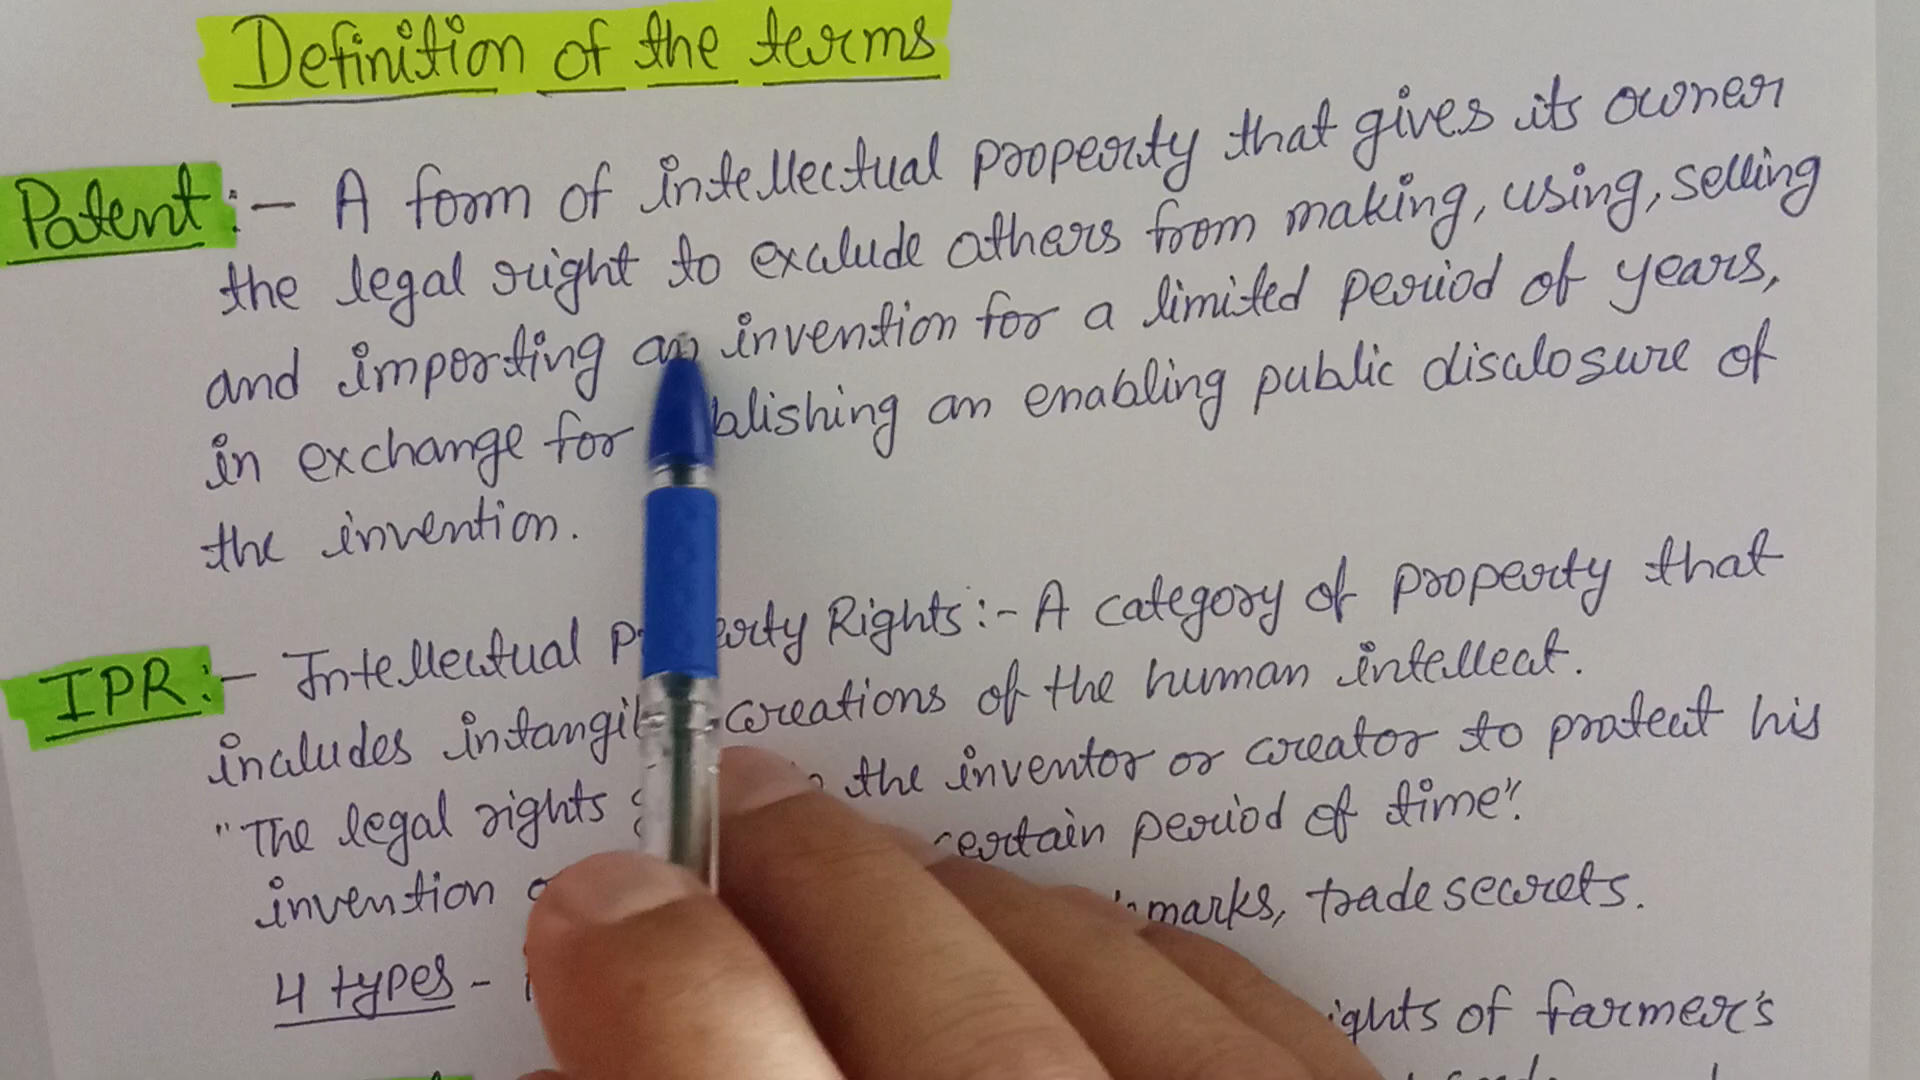 Definition of the terms
Patent:- A form of intellectual property that gives its owner
the legal right to exclude others from making, using, selling
and importing an invention for a limited period of years,
in exchange for blishing an enabling public disclosure of
the invention.
IPR:- Intellectual Property Rights:- A category of property that
includes intangible creations of the human intellect.
"The legal rights the inventor or creator to protect his
invention certain period of time".
4 types - marks, trade secrets.
ights of farmer's